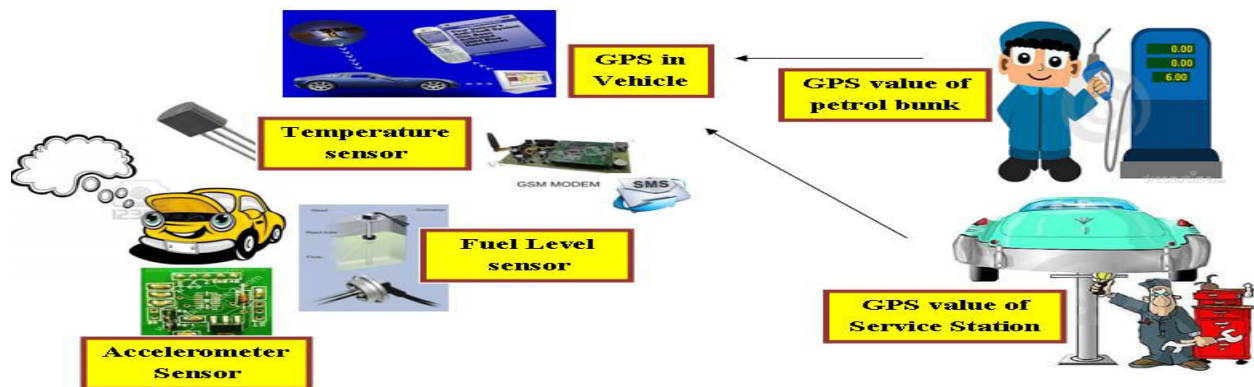 GPS in
Vehicle
GPS value of
petrol bunk
0.00
0.00
6.00
Temperature
sensor
GSM MODEM
SMS
Fuel Level
sensor
GPS value of
Service Station
Accelerometer
Sensor